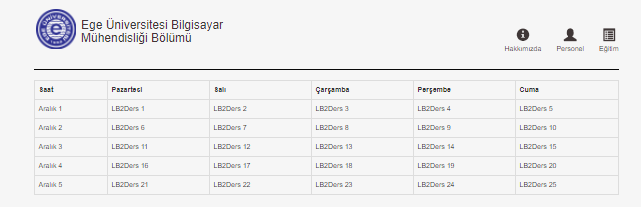 Ege Üniversitesi Bilgisayar
Mühendisliği Bölümü
Hakkımızda Personel Eğitim
Saat Pazartesi Salı Çarşamba Perşembe Cuma
Aralık 1 LB2Ders 1 LB2Ders 2 LB2Ders 3 LB2Ders 4 LB2Ders 5
Aralık 2 LB2Ders 6 LB2Ders 7 LB2Ders 8 LB2Ders 9 LB2Ders 10
Aralık 3 LB2Ders 11 LB2Ders 12 LB2Ders 13 LB2Ders 14 LB2Ders 15
Aralık 4 LB2Ders 16 LB2Ders 17 LB2Ders 18 LB2Ders 19 LB2Ders 20
Aralık 5 LB2Ders 21 LB2Ders 22 LB2Ders 23 LB2Ders 24 LB2Ders 25